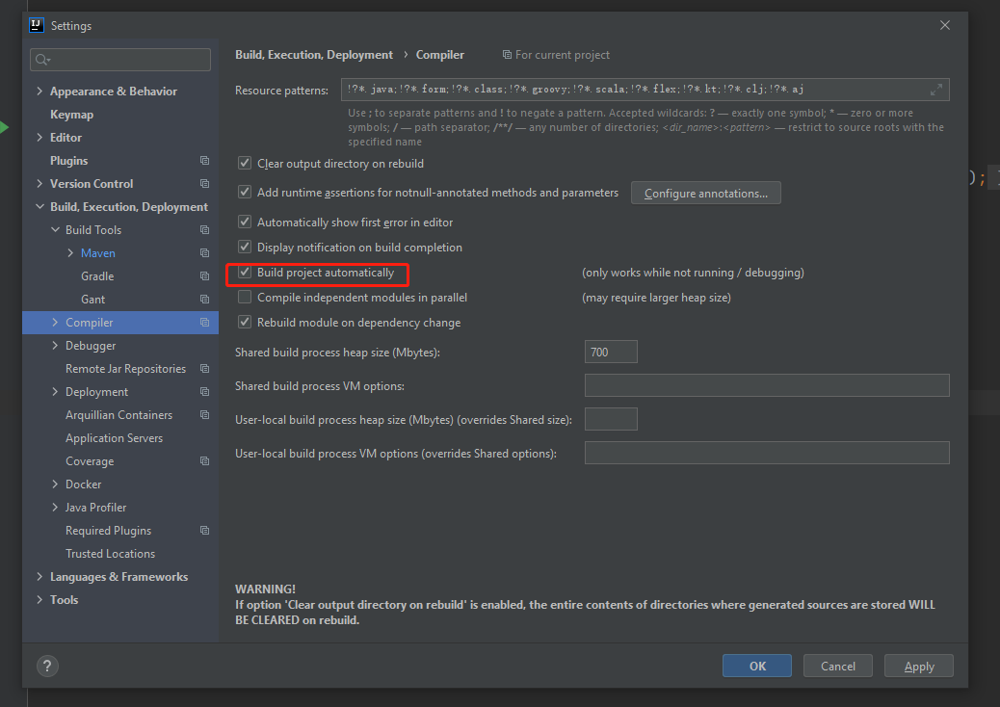 IJ Settings
Build, Execution, Deployment › Compiler For current project
Appearance & Behavior
Keymap
Editor
Plugins
Version Control
Build, Execution, Deployment
Build Tools
Maven
Gradle
Gant
Compiler
Debugger
Remote Jar Repositories
Deployment
Arquillian Containers
Application Servers
Coverage
Docker
Java Profiler
Required Plugins
Trusted Locations
Languages & Frameworks
Tools
Resource patterns: !?*.java;!?*.form;!?*.class;!?*.groovy;!?*.scala;!?*.flex;!?*.kt;!?*.clj;!?*.aj
Use ; to separate patterns and ! to negate a pattern. Accepted wildcards: ? — exactly one symbol; * — zero or more
symbols; / — path separator; /**/ — any number of directories; <dir_name>:<pattern> — restrict to source roots with the
specified name
Clear output directory on rebuild
Add runtime assertions for notnull-annotated methods and parameters Configure annotations...
Automatically show first error in editor
Display notification on build completion
Build project automatically (only works while not running / debugging)
Compile independent modules in parallel (may require larger heap size)
Rebuild module on dependency change
Shared build process heap size (Mbytes): 700
Shared build process VM options:
User-local build process heap size (Mbytes) (overrides Shared size):
User-local build process VM options (overrides Shared options):
WARNING!
If option 'Clear output directory on rebuild' is enabled, the entire contents of directories where generated sources are stored WILL
BE CLEARED on rebuild.
? OK Cancel Apply
);